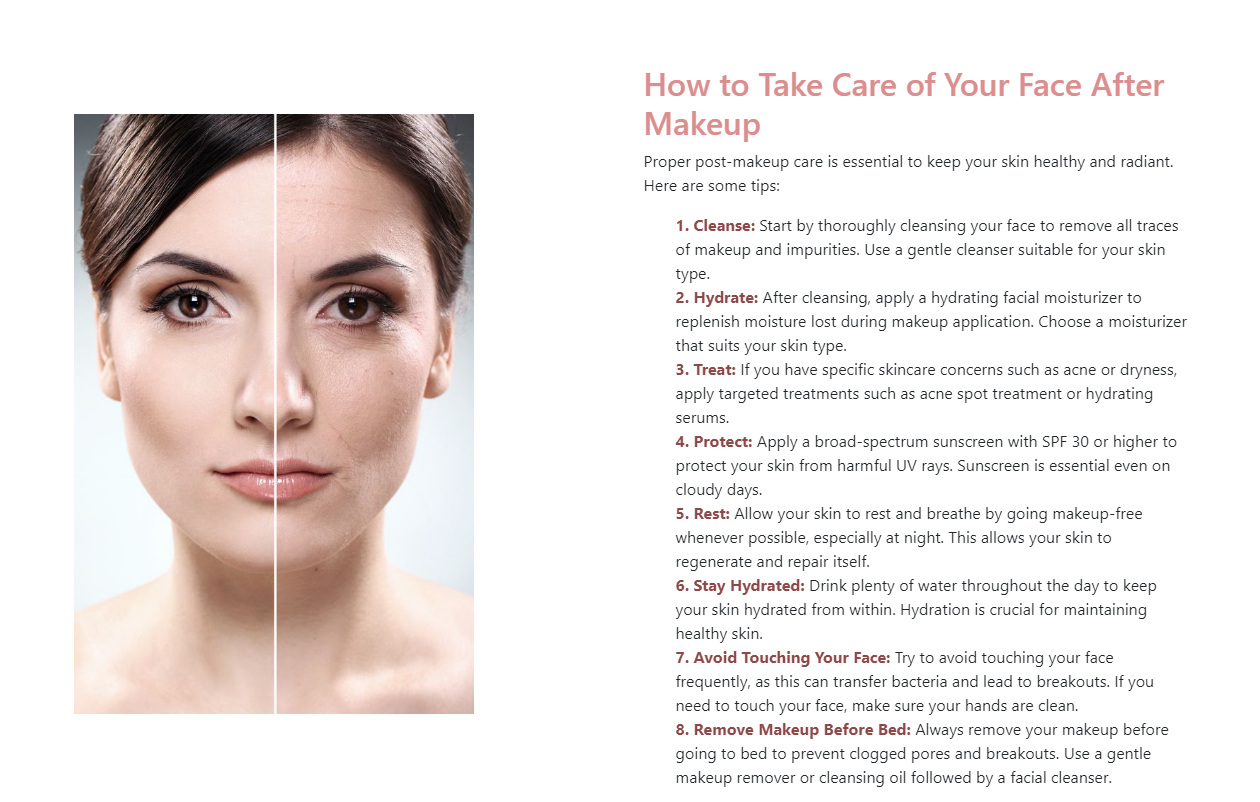 How to Take Care of Your Face After
Makeup
Proper post-makeup care is essential to keep your skin healthy and radiant.
Here are some tips:
1. Cleanse: Start by thoroughly cleansing your face to remove all traces
of makeup and impurities. Use a gentle cleanser suitable for your skin
type.
2. Hydrate: After cleansing, apply a hydrating facial moisturizer to
replenish moisture lost during makeup application. Choose a moisturizer
that suits your skin type.
3. Treat: If you have specific skincare concerns such as acne or dryness,
apply targeted treatments such as acne spot treatment or hydrating
serums.
4. Protect: Apply a broad-spectrum sunscreen with SPF 30 or higher to
protect your skin from harmful UV rays. Sunscreen is essential even on
cloudy days.
5. Rest: Allow your skin to rest and breathe by going makeup-free
whenever possible, especially at night. This allows your skin to
regenerate and repair itself.
6. Stay Hydrated: Drink plenty of water throughout the day to keep
your skin hydrated from within. Hydration is crucial for maintaining
healthy skin.
7. Avoid Touching Your Face: Try to avoid touching your face
frequently, as this can transfer bacteria and lead to breakouts. If you
need to touch your face, make sure your hands are clean.
8. Remove Makeup Before Bed: Always remove your makeup before
going to bed to prevent clogged pores and breakouts. Use a gentle
makeup remover or cleansing oil followed by a facial cleanser.